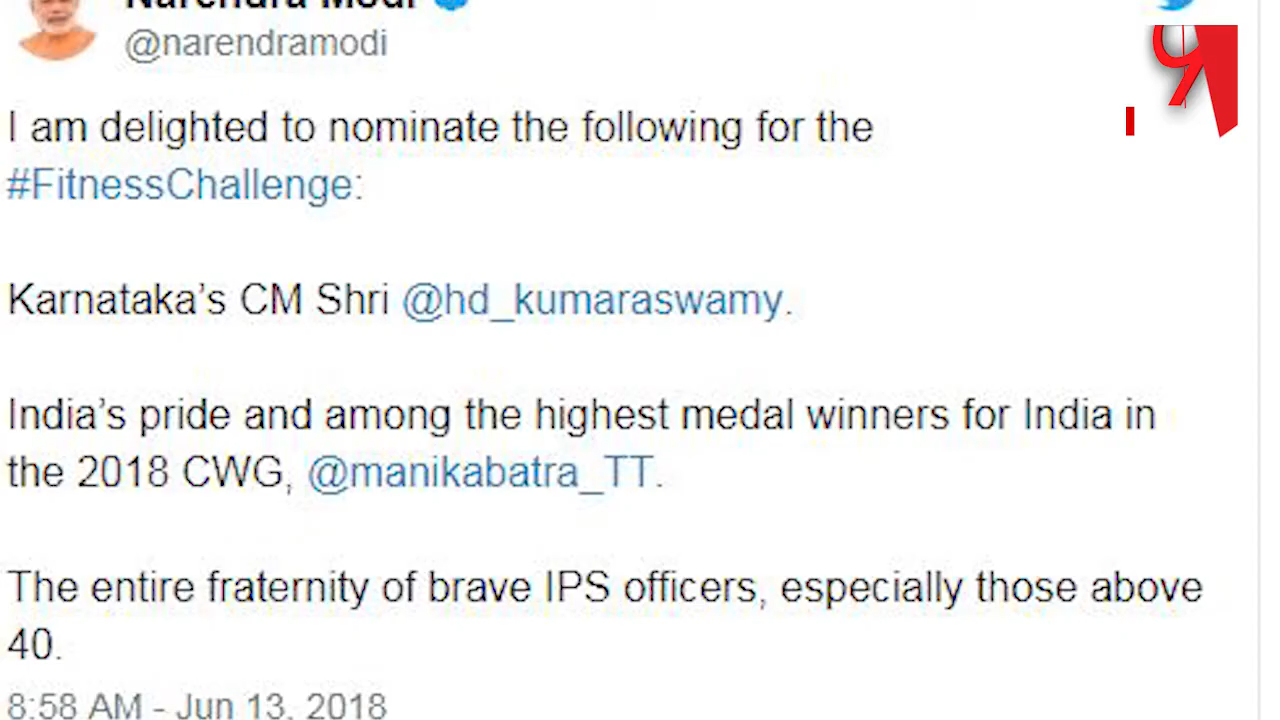 Narendra Modi
@narendramodi
I am delighted to nominate the following for the
#FitnessChallenge:
Karnataka’s CM Shri @hd_kumaraswamy.
India’s pride and among the highest medal winners for India in
the 2018 CWG, @manikabatra_TT.
The entire fraternity of brave IPS officers, especially those above
40.
8:58 AM - Jun 13, 2018